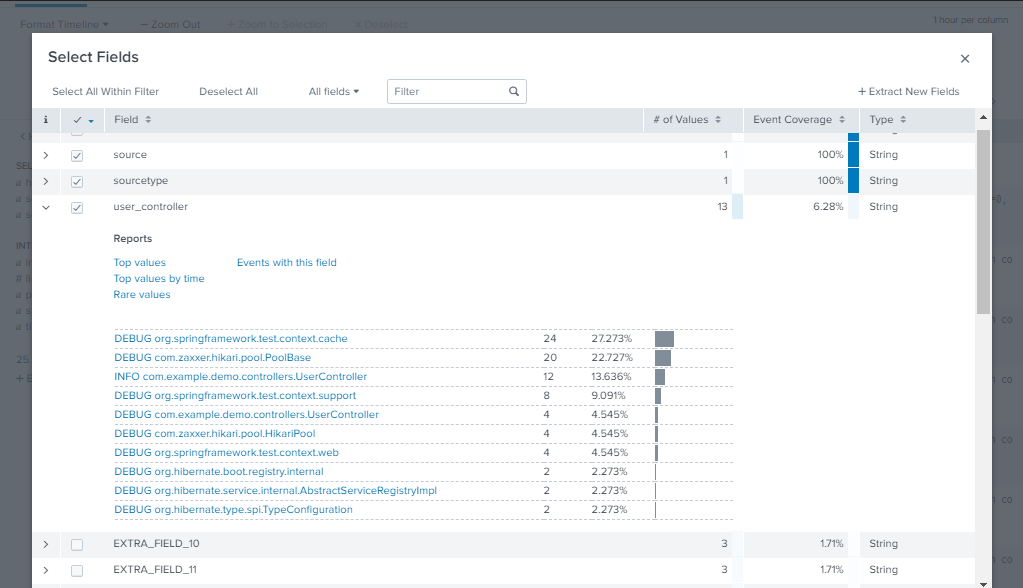 Format Timeline — Zoom Out + Zoom to Selection × Deselect 1 hour per column
Select Fields ×
Select All Within Filter Deselect All All fields Filter + Extract New Fields
i Field # of Values Event Coverage Type
source 1 100% String
sourcetype 1 100% String
user_controller 13 6.28% String
Reports
Top values Events with this field
Top values by time
Rare values
DEBUG org.springframework.test.context.cache 24 27.273%
DEBUG com.zaxxer.hikari.pool.PoolBase 20 22.727%
INFO com.example.demo.controllers.UserController 12 13.636%
DEBUG org.springframework.test.context.support 8 9.091%
DEBUG com.example.demo.controllers.UserController 4 4.545%
DEBUG com.zaxxer.hikari.pool.HikariPool 4 4.545%
DEBUG org.springframework.test.context.web 4 4.545%
DEBUG org.hibernate.boot.registry.internal 2 2.273%
DEBUG org.hibernate.service.internal.AbstractServiceRegistryImpl 2 2.273%
DEBUG org.hibernate.type.spi.TypeConfiguration 2 2.273%
EXTRA_FIELD_10 3 1.71% String
EXTRA_FIELD_11 3 1.71% String